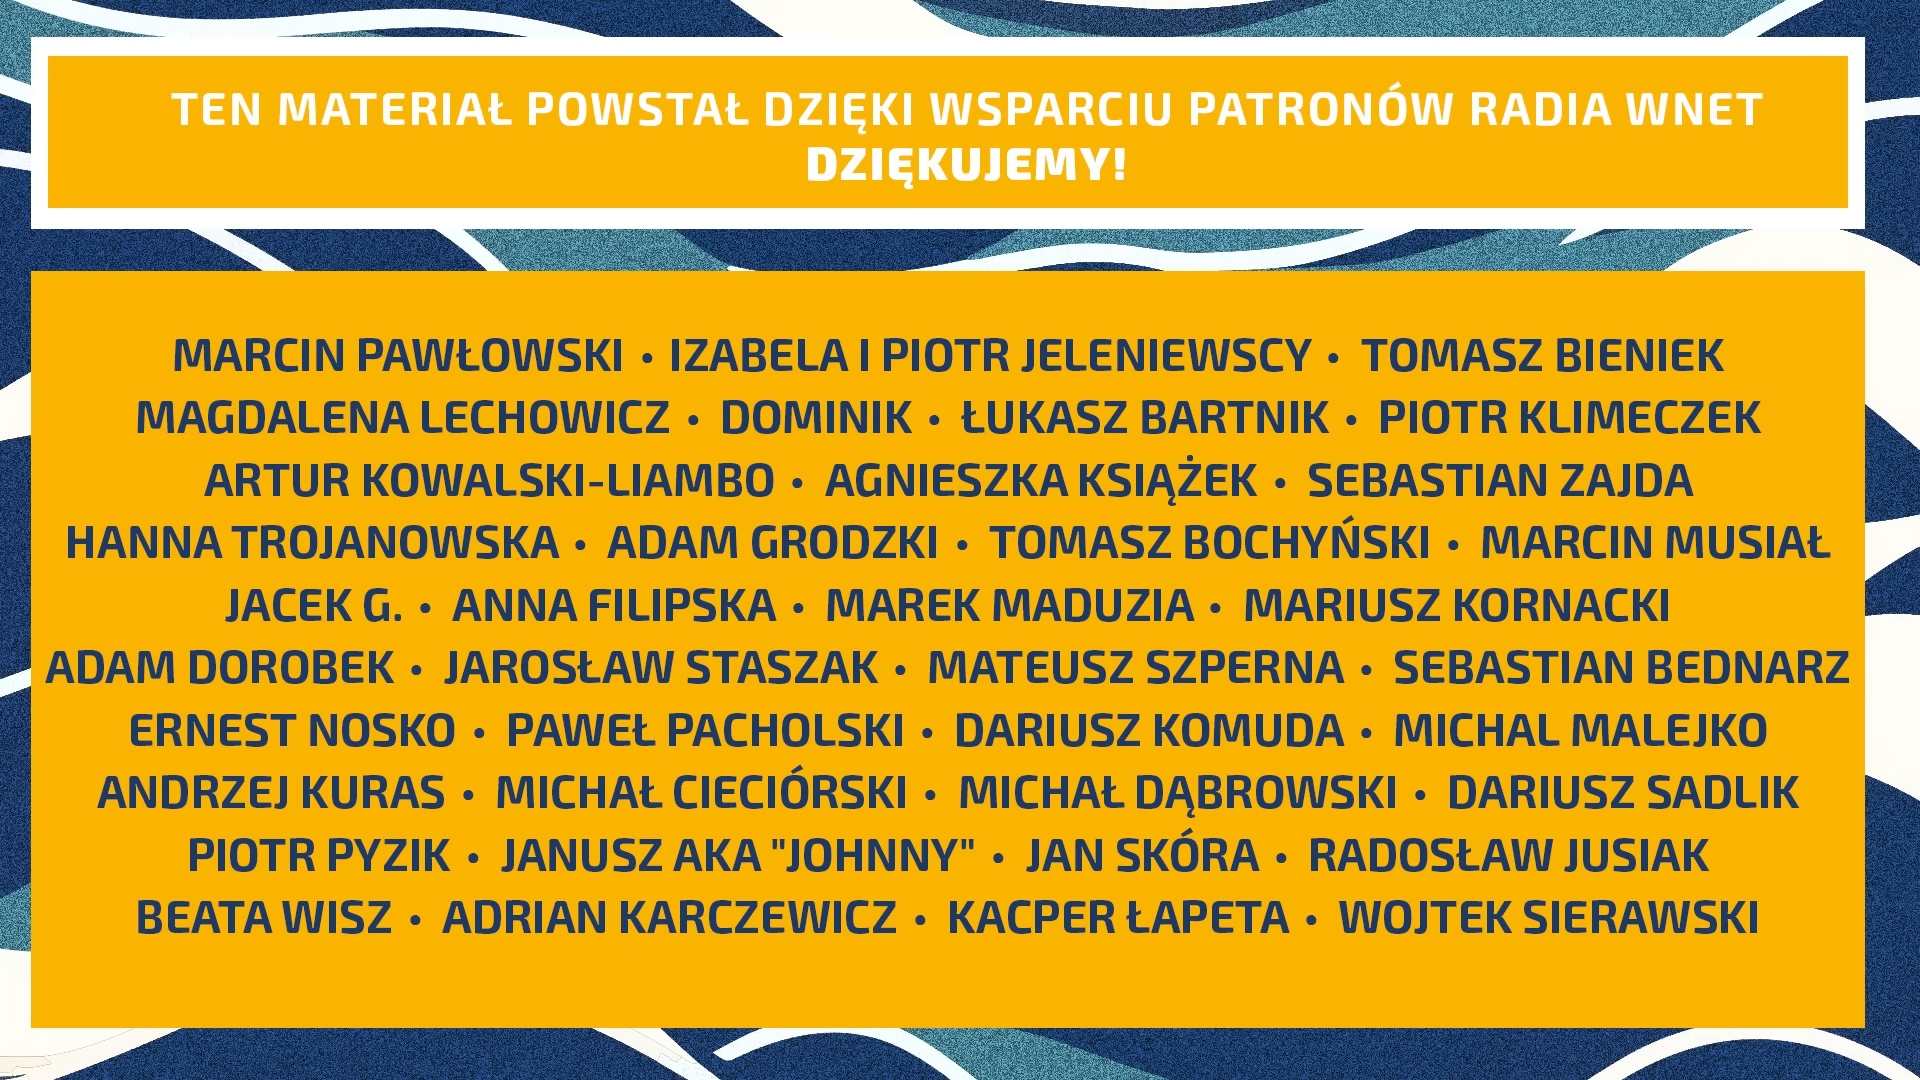 TEN MATERIAŁ POWSTAŁ DZIĘKI WSPARCIU PATRONÓW RADIA WNET
DZIĘKUJEMY!
MARCIN PAWŁOWSKI • IZABELA I PIOTR JELENIEWSCY • TOMASZ BIENIEK
MAGDALENA LECHOWICZ • DOMINIK • ŁUKASZ BARTNIK • PIOTR KLIMECZEK
ARTUR KOWALSKI-LIAMBO • AGNIESZKA KSIĄŻEK • SEBASTIAN ZAJDA
HANNA TROJANOWSKA • ADAM GRODZKI • TOMASZ BOCHYŃSKI • MARCIN MUSIAŁ
JACEK G. • ANNA FILIPSKA • MAREK MADUZIA • MARIUSZ KORNACKI
ADAM DOROBEK • JAROSŁAW STASZAK • MATEUSZ SZPERNA • SEBASTIAN BEDNARZ
ERNEST NOSKO • PAWEŁ PACHOLSKI • DARIUSZ KOMUDA • MICHAL MALEJKO
ANDRZEJ KURAS • MICHAŁ CIECIÓRSKI • MICHAŁ DĄBROWSKI • DARIUSZ SADLIK
PIOTR PYZIK • JANUSZ AKA "JOHNNY" • JAN SKÓRA • RADOSŁAW JUSIAK
BEATA WISZ • ADRIAN KARCZEWICZ • KACPER ŁAPETA • WOJTEK SIERAWSKI